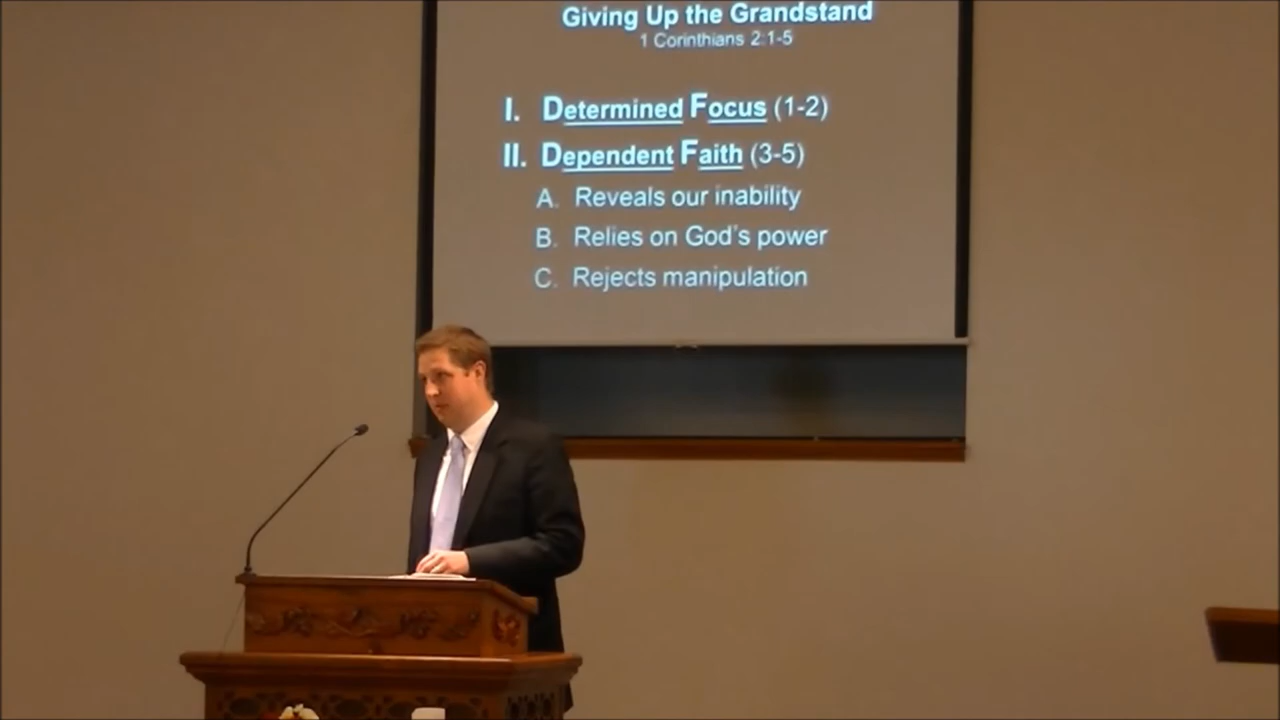 Giving Up the Grandstand
1 Corinthians 2:1-5
I. Determined Focus (1-2)
II. Dependent Faith (3-5)
A. Reveals our inability
B. Relies on God's power
C. Rejects manipulation